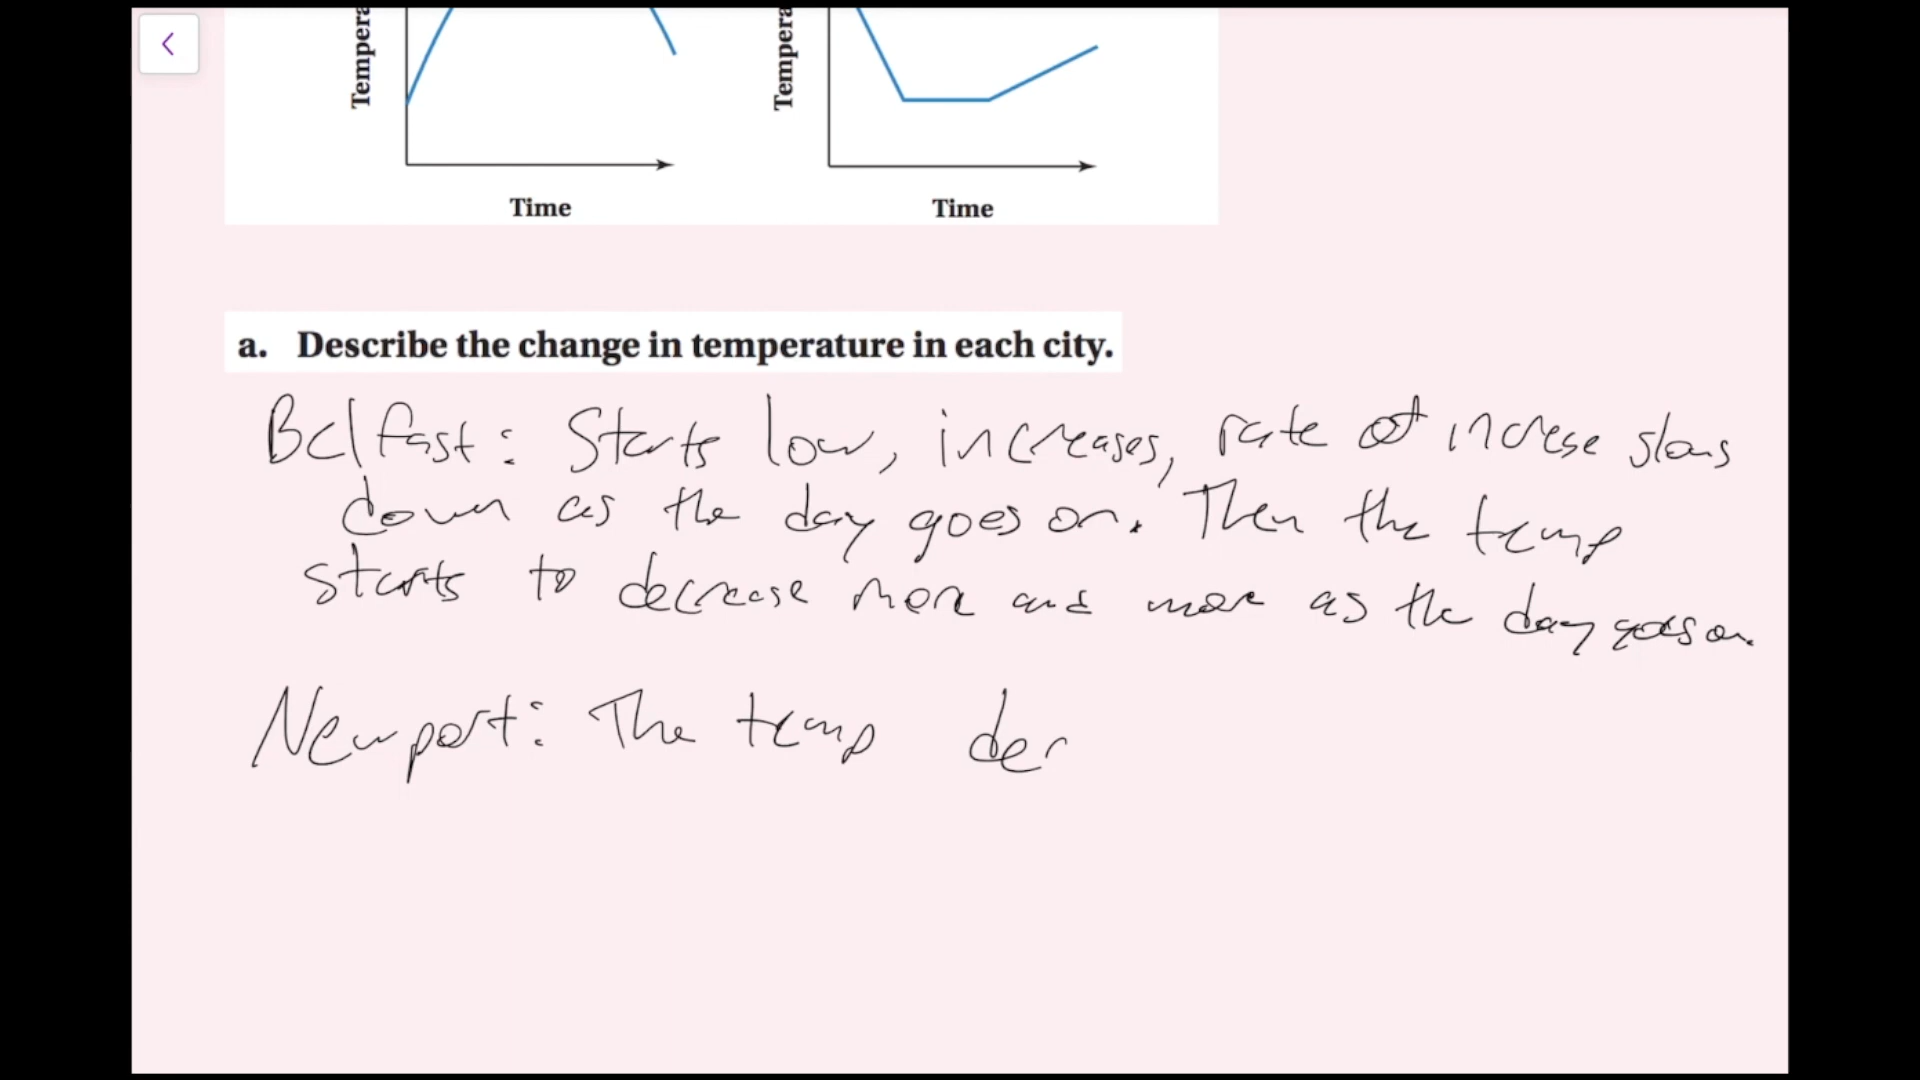 Tempera
Tempera
Time
Time
a. Describe the change in temperature in each city.
Belfast: Starts low, increases, rate of increse slows
down as the day goes on. Then the temp
starts to decrease more and more as the day goes on.
Newport: The temp der